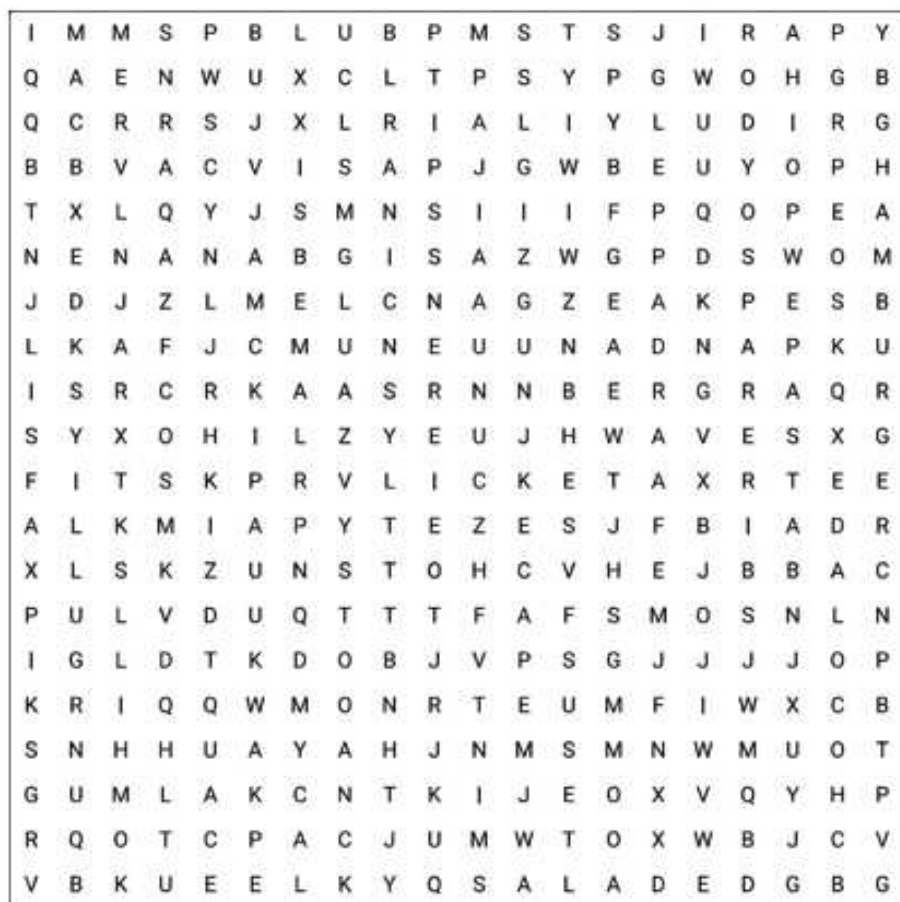 I M M S P B L U B P M S T S J I R A P Y
Q A E N W U X C L T P S Y P G W O H G B
Q C R R S J X L R I A L I Y L U D I R G
B B V A C V I S A P J G W B E U Y O P H
T X L Q Y J S M N S I I I F P Q O P E A
N E N A N A B G I S A Z W G P D S W O M
J D J Z L M E L C N A G Z E A K P E S B
L K A F J C M U N E U U N A D N A P K U
I S R C R K A A S R N N B E R G R A Q R
S Y X O H I L Z Y E U J H W A V E S X G
F I T S K P R V L I C K E T A X R T E E
A L K M I A P Y T E Z E S J F B I A D R
X L S K Z U N S T O H C V H E J B B A C
P U L V D U Q T T T F A F S M O S N L N
I G L D T K D O B J V P S G J J J J O P
K R I Q Q W M O N R T E U M F I W X C B
S N H H U A Y A H J N M S M N W M U O T
G U M L A K C N T K I J E O X V Q Y H P
R Q O T C P A C J U M W T O X W B J C V
V B K U E E L K Y Q S A L A D E D G B G